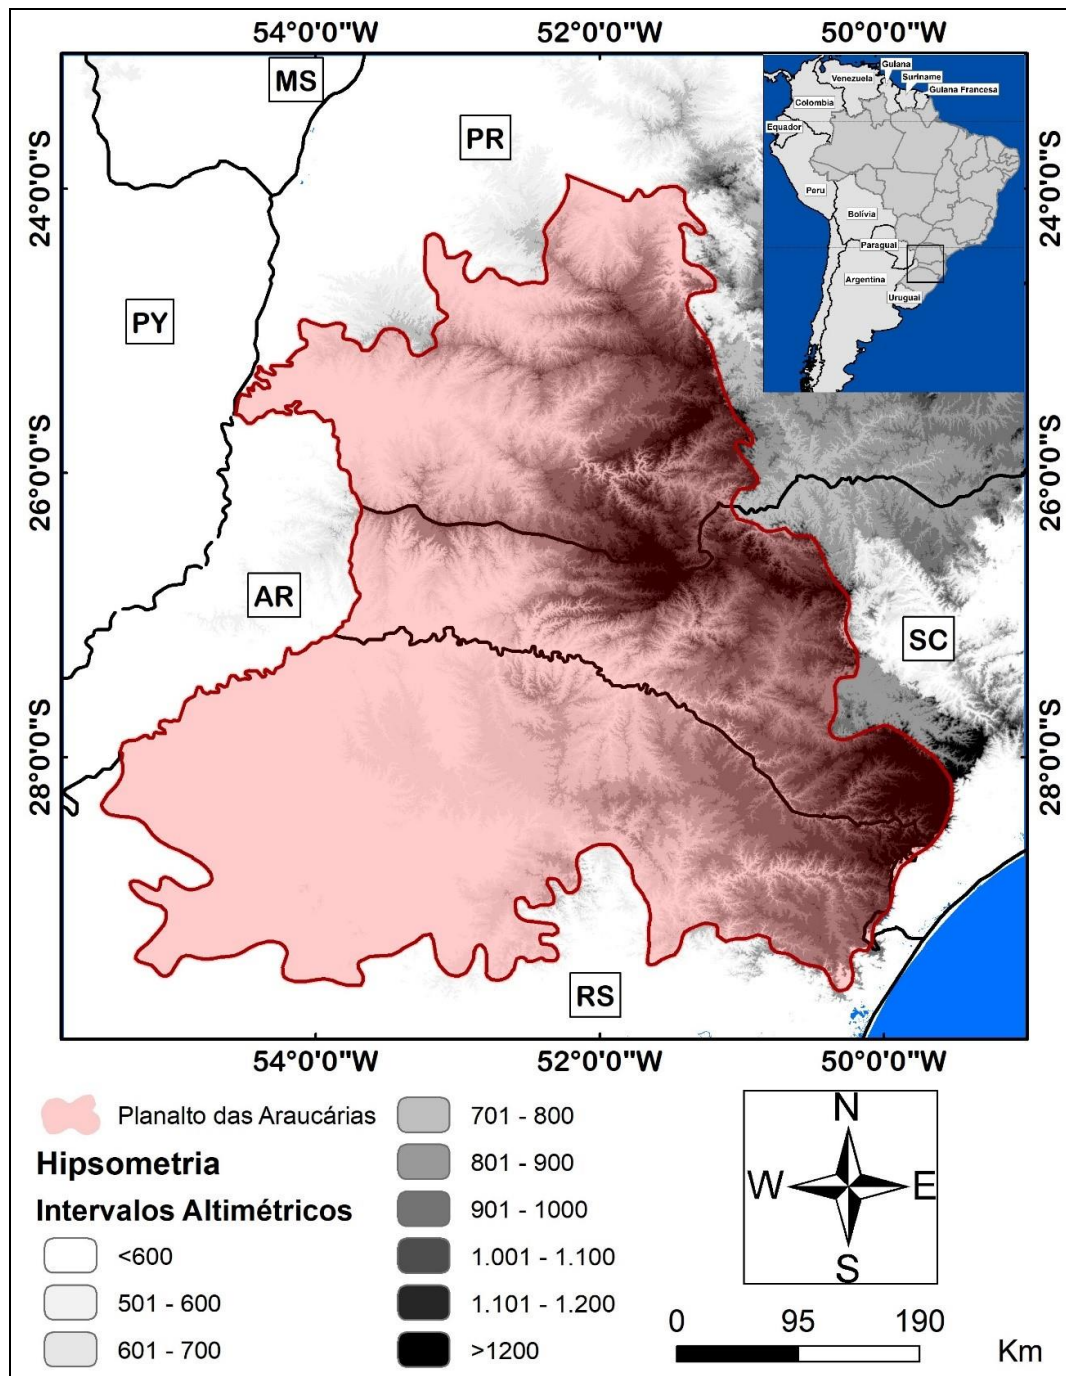 54°0'0"W 52°0'0"W 50°0'0"W
MS
PR
Guiana
Venezuela
Suriname
Guiana Francesa
Colombia
Equador
Peru
Bolívia
Paraguai
Argentina
Uruguai
24°0'0"S 24°0'0"S
PY
26°0'0"S 26°0'0"S
AR
SC
28°0'0"S 28°0'0"S
RS
54°0'0"W 52°0'0"W 50°0'0"W
Planalto das Araucárias
Hipsometria
Intervalos Altimétricos
<600
501 - 600
601 - 700
701 - 800
801 - 900
901 - 1000
1.001 - 1.100
1.101 - 1.200
>1200
N
W E
S
0 95 190
Km